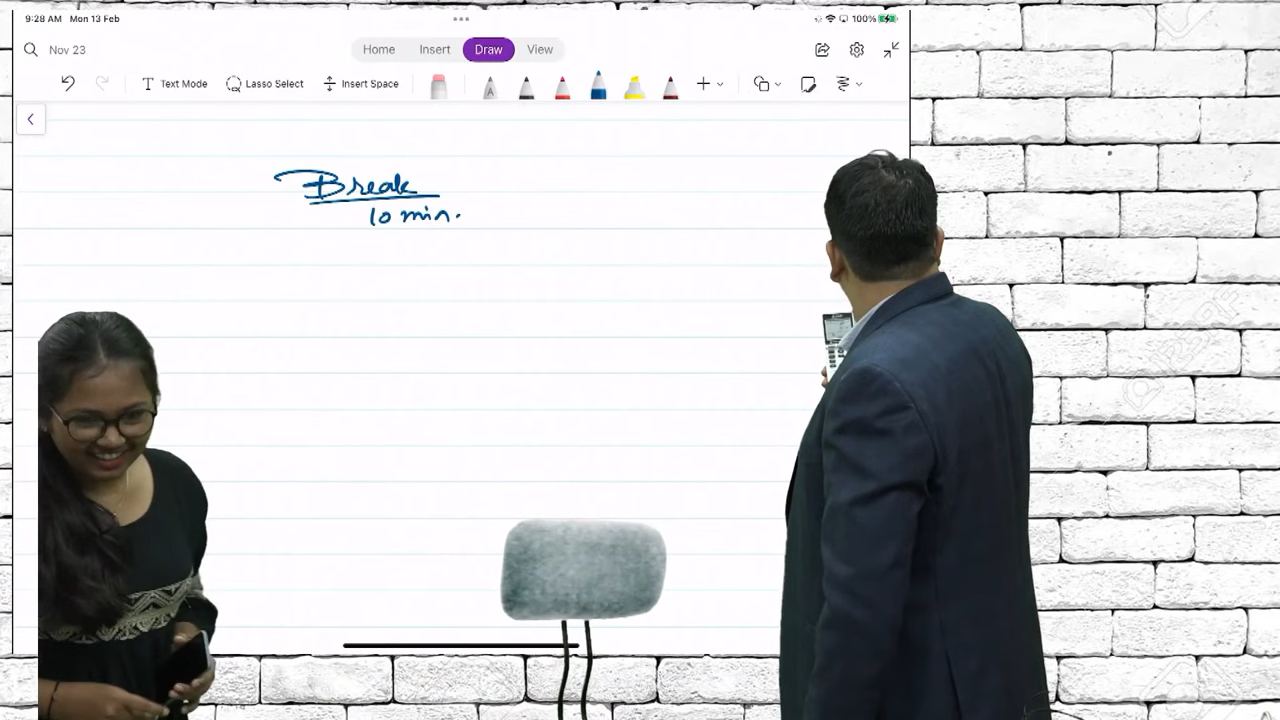 9:28 AM Mon 13 Feb
100%
Nov 23
Home Insert Draw View
Text Mode Lasso Select Insert Space
Break
10 min.